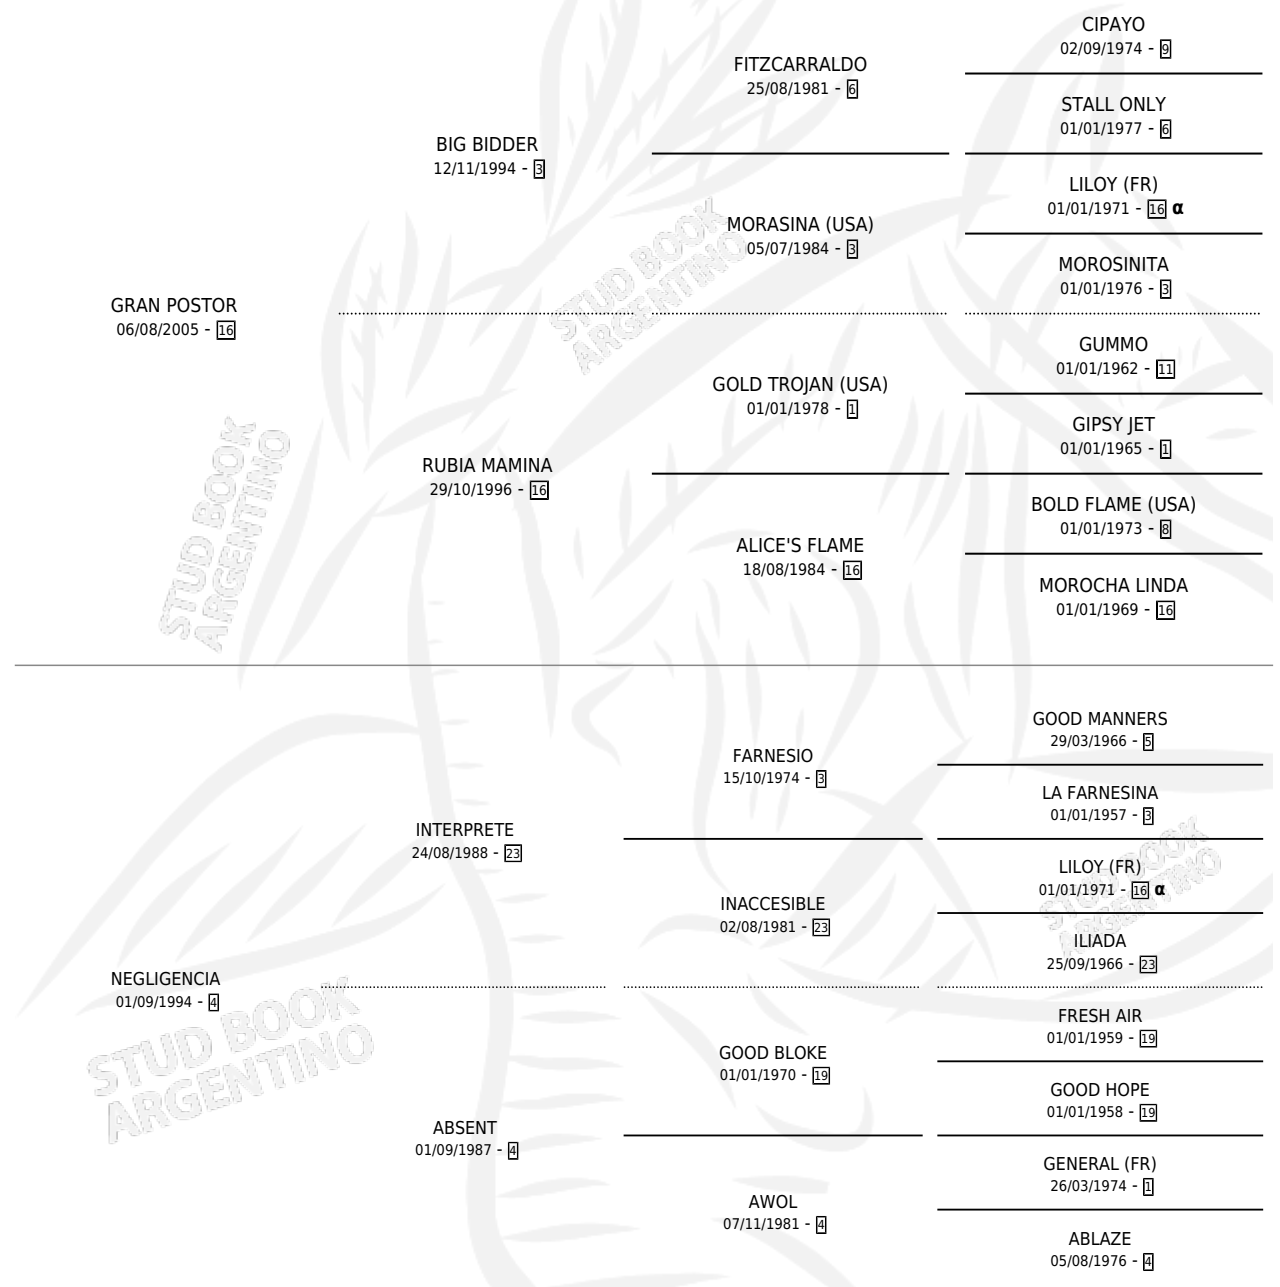 CIPAYO
02/09/1974 - 9
FITZCARRALDO
25/08/1981 - 6
STALL ONLY
01/01/1977 - 6
BIG BIDDER
12/11/1994 - 3
LILOY (FR)
01/01/1971 - 16 α
MORASINA (USA)
05/07/1984 - 3
MOROSINITA
01/01/1976 - 3
STUD BOOK
ARGENTINO
GRAN POSTOR
06/08/2005 - 16
GUMMO
01/01/1962 - 11
GOLD TROJAN (USA)
01/01/1978 - 1
GIPSY JET
01/01/1965 - 1
RUBIA MAMINA
29/10/1996 - 16
BOLD FLAME (USA)
01/01/1973 - 8
ALICE'S FLAME
18/08/1984 - 16
MOROCHA LINDA
01/01/1969 - 16
STUD BOOK
ARGENTINO
GOOD MANNERS
29/03/1966 - 5
FARNESIO
15/10/1974 - 3
LA FARNESINA
01/01/1957 - 3
INTERPRETE
24/08/1988 - 23
LILOY (FR)
01/01/1971 - 16 α
INACCESIBLE
02/08/1981 - 23
ILIADA
25/09/1966 - 23
STUD BOOK
ARGENTINO
NEGLIGENCIA
01/09/1994 - 4
FRESH AIR
01/01/1959 - 19
GOOD BLOKE
01/01/1970 - 19
GOOD HOPE
01/01/1958 - 19
STUD BOOK
ARGENTINO
ABSENT
01/09/1987 - 4
GENERAL (FR)
26/03/1974 - 1
AWOL
07/11/1981 - 4
ABLAZE
05/08/1976 - 4